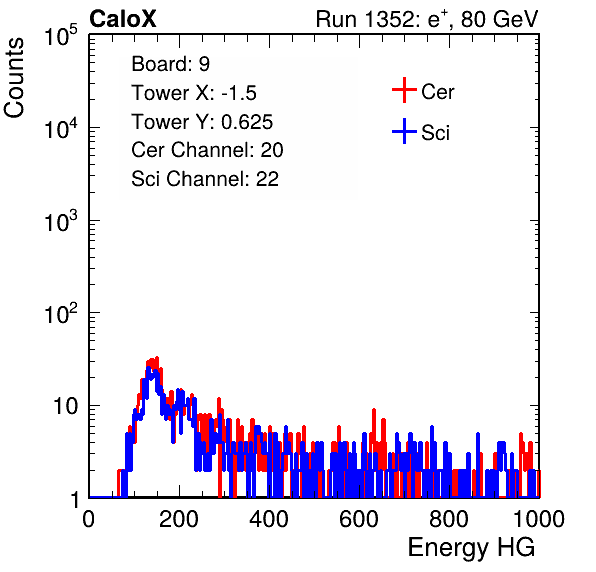 CaloX Run 1352: e⁺, 80 GeV
Counts
10⁵
10⁴
10³
10²
10
1
Board: 9
Tower X: -1.5
Tower Y: 0.625
Cer Channel: 20
Sci Channel: 22
Cer
Sci
0 200 400 600 800 1000
Energy HG